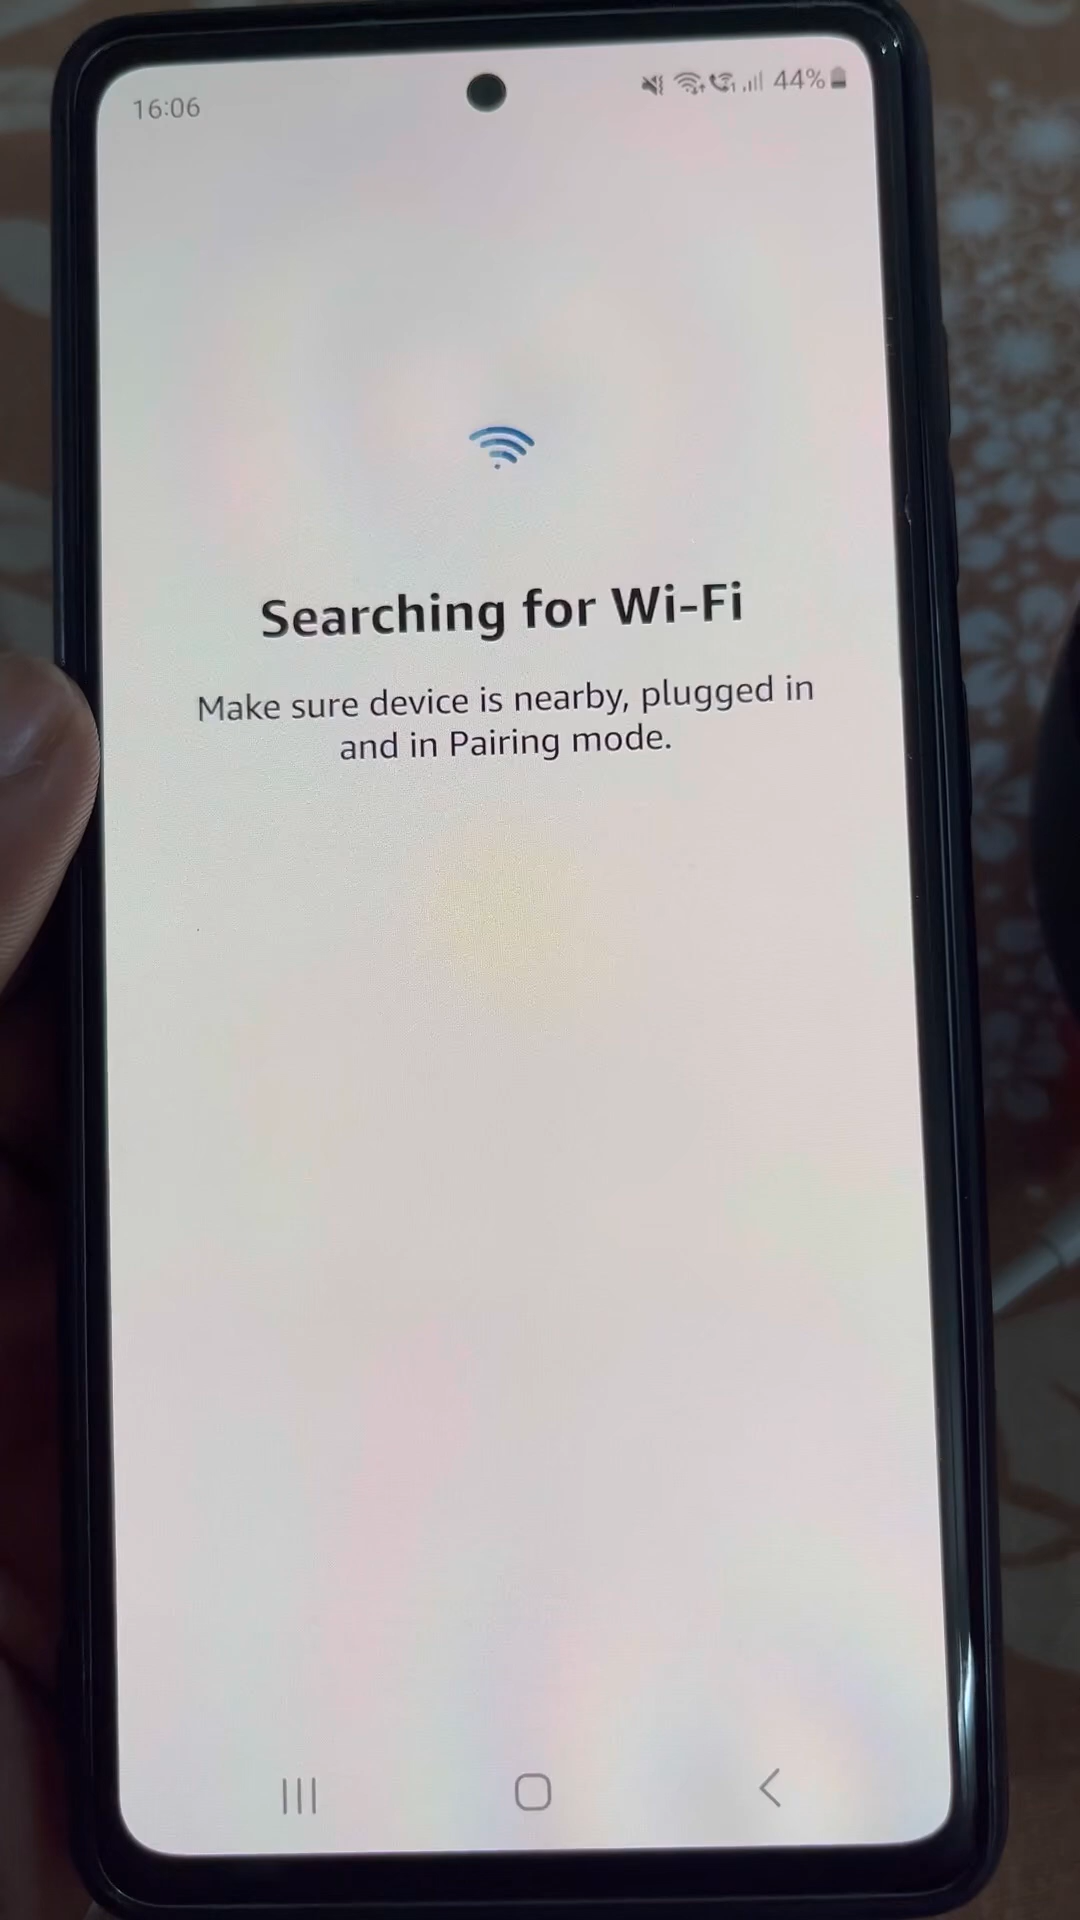 16:06
44%
Searching for Wi-Fi
Make sure device is nearby, plugged in
and in Pairing mode.